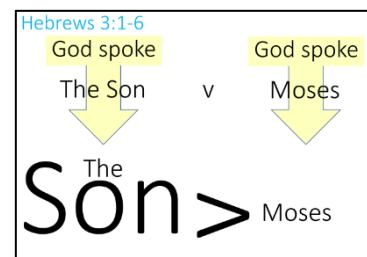 Hebrews 3:1-6
God spoke God spoke
The Son v Moses
The
Son > Moses